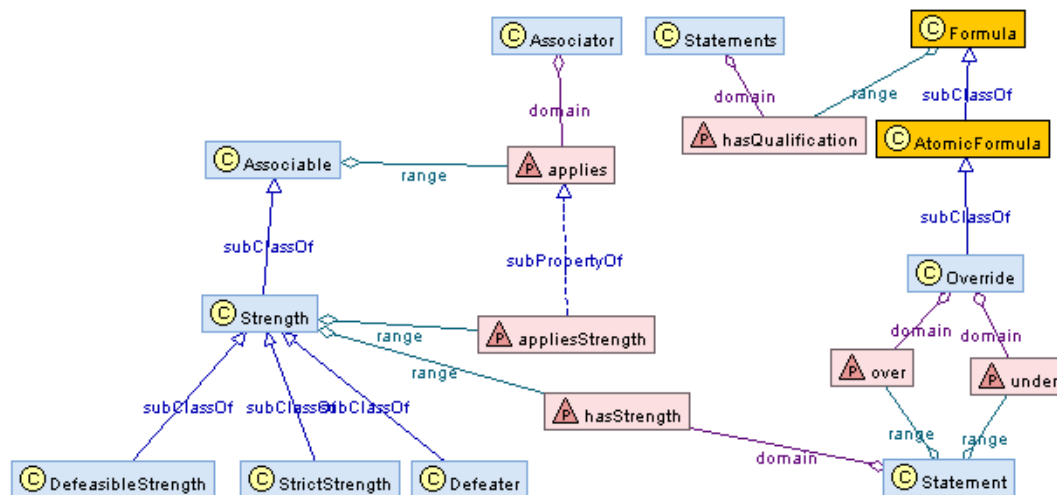 C Associator
C Statements
C Formula
domain
domain
range
subClassOf
P hasQualification
C AtomicFormula
C Associable
range
P applies
subClassOf
subPropertyOf
subClassOf
C Override
C Strength
range
P appliesStrength
domain
domain
range
P over
P under
subClassOf
subClassOf
subClassOf
P hasStrength
range
range
domain
C DefeasibleStrength
C StrictStrength
C Defeater
C Statement